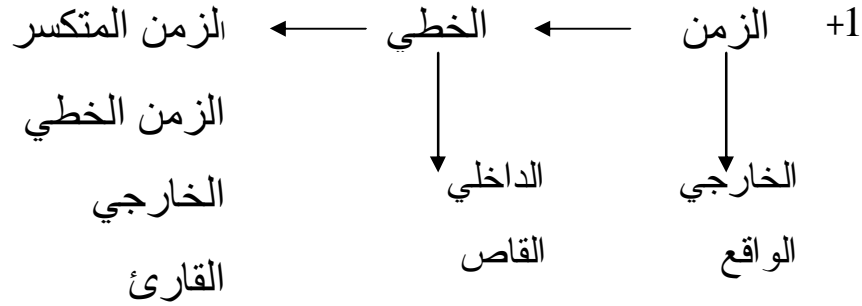 +1 الزمن الخطي الزمن المتكسر
الزمن الخطي
الخارجي الداخلي الخارجي
الواقع القاص القارئ